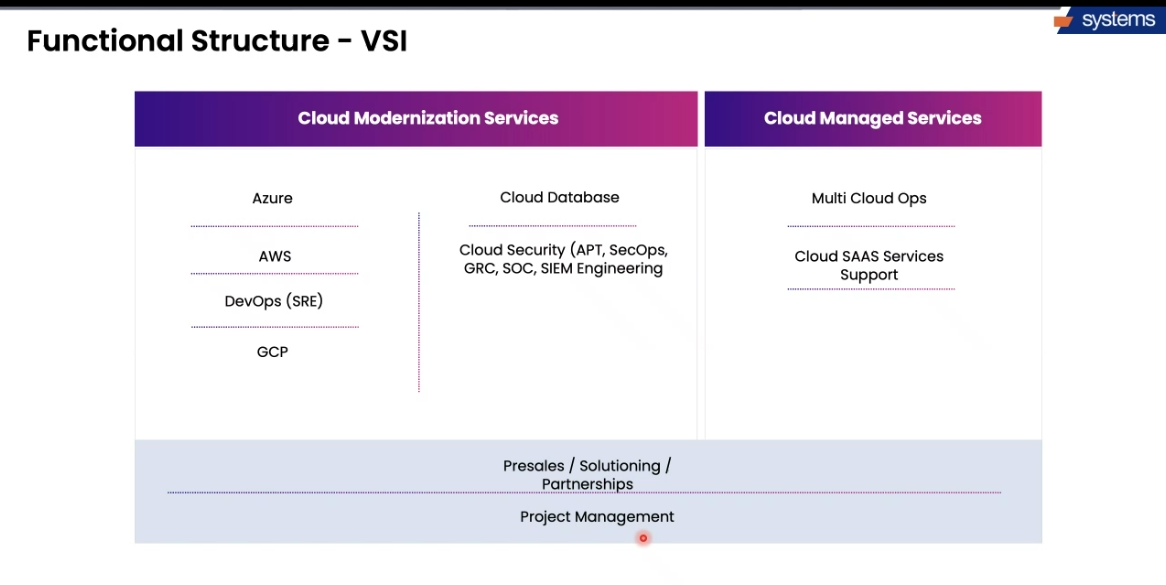 systems
Functional Structure - VSI
Cloud Modernization Services
Azure
AWS
DevOps (SRE)
GCP
Cloud Database
Cloud Security (APT, SecOps,
GRC, SOC, SIEM Engineering
Cloud Managed Services
Multi Cloud Ops
Cloud SAAS Services
Support
Presales / Solutioning /
Partnerships
Project Management